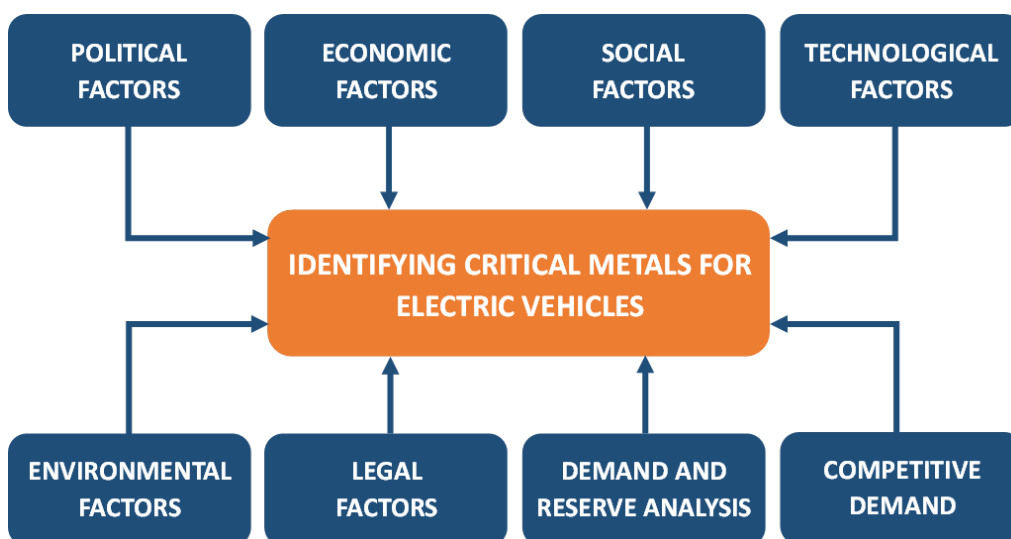 POLITICAL
FACTORS
ECONOMIC
FACTORS
SOCIAL
FACTORS
TECHNOLOGICAL
FACTORS
IDENTIFYING CRITICAL METALS FOR
ELECTRIC VEHICLES
ENVIRONMENTAL
FACTORS
LEGAL
FACTORS
DEMAND AND
RESERVE ANALYSIS
COMPETITIVE
DEMAND